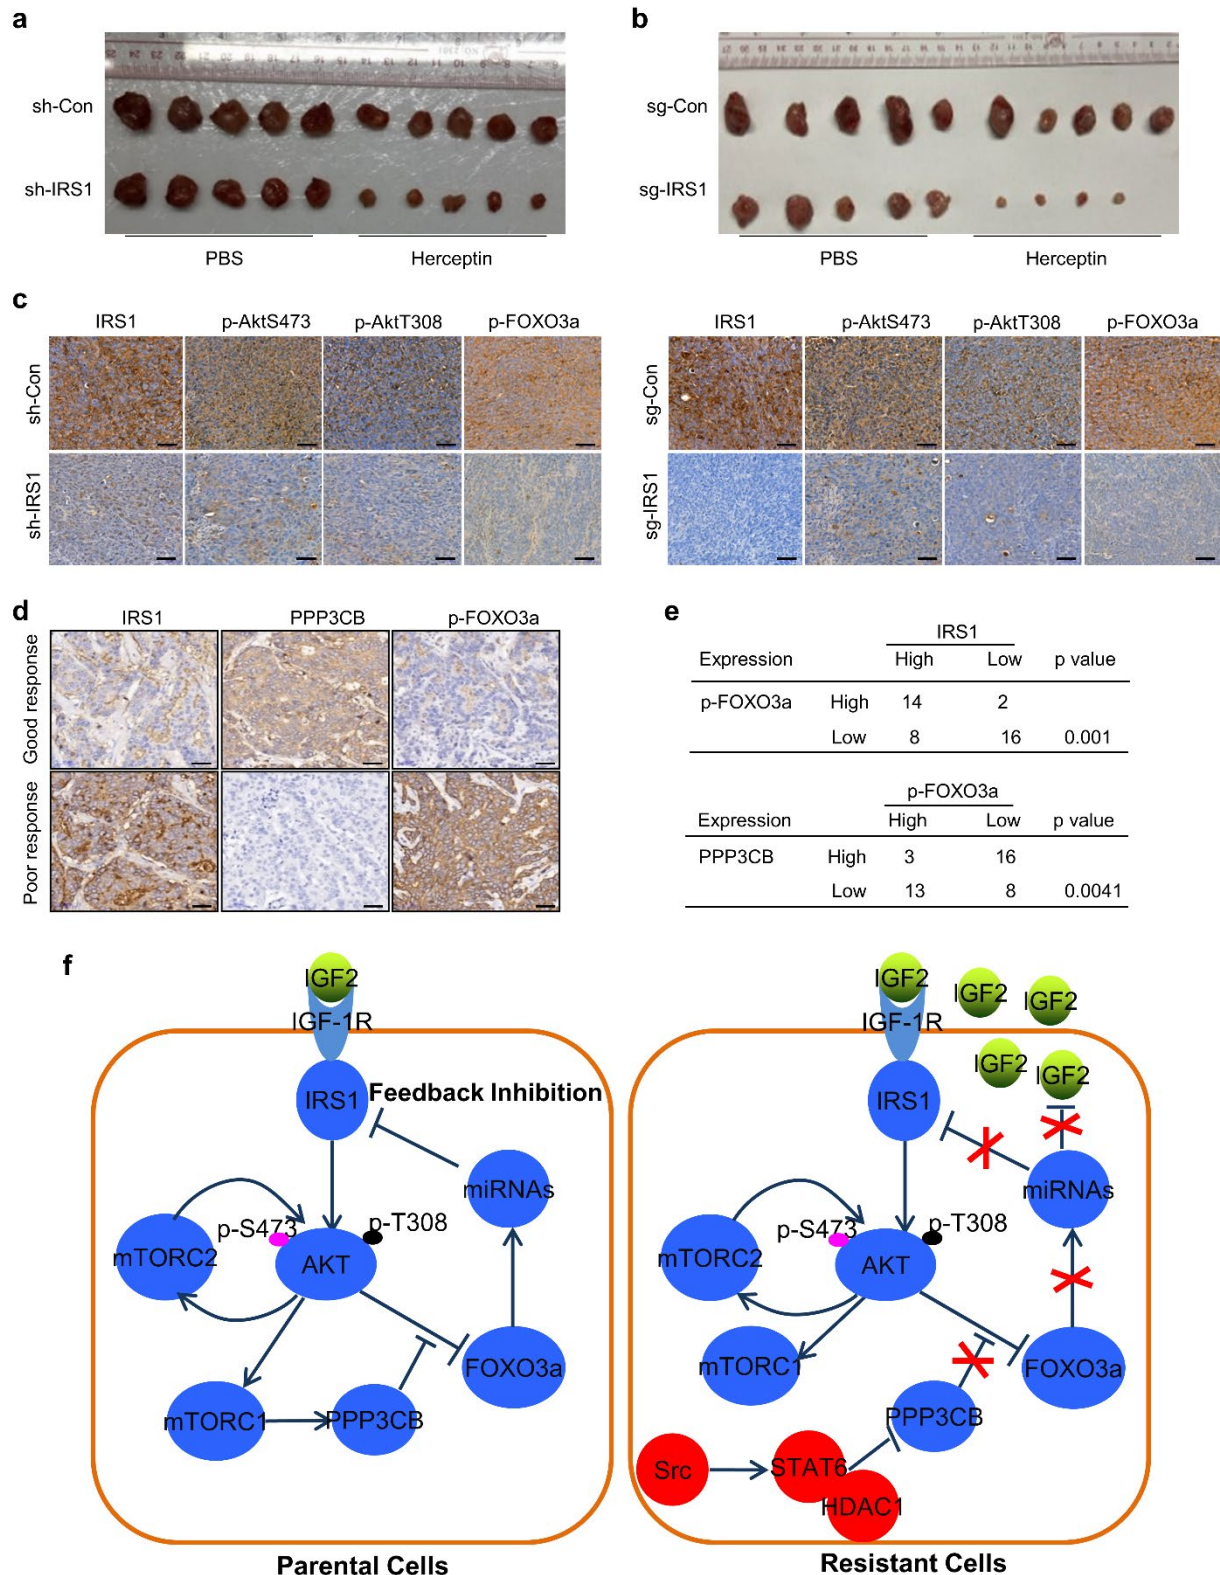 a
b
sh-Con
sh-IRS1
PBS
Herceptin
sg-Con
sg-IRS1
PBS
Herceptin
c
IRS1 p-AktS473 p-AktT308 p-FOXO3a
sh-Con
sh-IRS1
IRS1 p-AktS473 p-AktT308 p-FOXO3a
sg-Con
sg-IRS1
d
IRS1 PPP3CB p-FOXO3a
Good response
Poor response
e
IRS1
Expression High Low p value
p-FOXO3a High 14 2
Low 8 16 0.001
p-FOXO3a
Expression High Low p value
PPP3CB High 3 16
Low 13 8 0.0041
f
IGF2
IGF-1R
IRS1
Feedback Inhibition
miRNAs
p-S473
p-T308
mTORC2
AKT
FOXO3a
mTORC1
PPP3CB
Parental Cells
IGF2
IGF2
IGF2
IGF-1R
IGF2
IGF2
IRS1
miRNAs
p-S473
p-T308
mTORC2
AKT
mTORC1
FOXO3a
PPP3CB
Src
STAT6
HDAC1
Resistant Cells